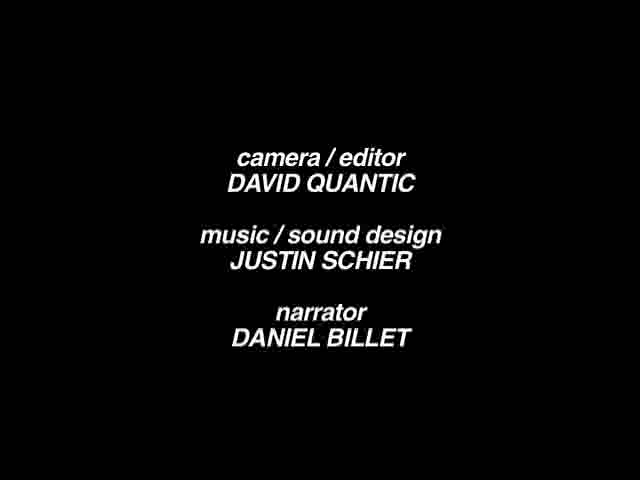 camera / editor
DAVID QUANTIC
music / sound design
JUSTIN SCHIER
narrator
DANIEL BILLET